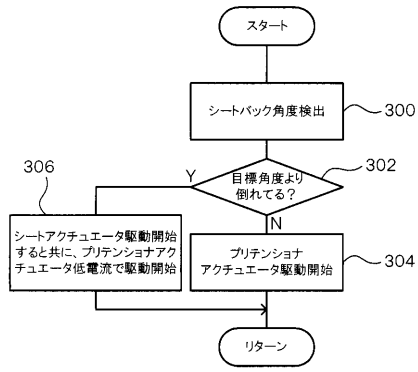 スタート
シートバック角度検出
300
目標角度より
倒れてる?
302
Y
N
306
シートアクチュエータ駆動開始
すると共に、プリテンショナアク
チュエータ低電流で駆動開始
プリテンショナ
アクチュエータ駆動開始
304
リターン